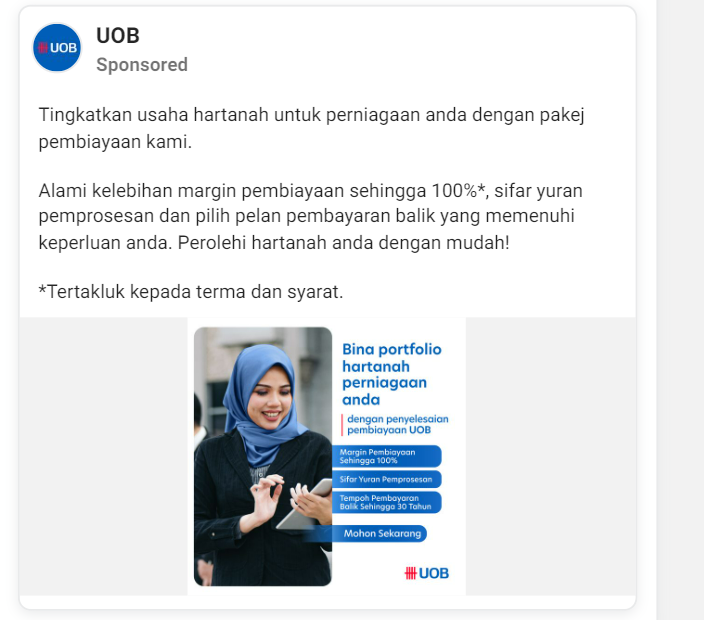 UOB
UOB
Sponsored
Tingkatkan usaha hartanah untuk perniagaan anda dengan pakej
pembiayaan kami.
Alami kelebihan margin pembiayaan sehingga 100%*, sifar yuran
pemprosesan dan pilih pelan pembayaran balik yang memenuhi
keperluan anda. Perolehi hartanah anda dengan mudah!
*Tertakluk kepada terma dan syarat.
Bina portfolio
hartanah
perniagaan
anda
dengan penyelesaian
pembiayaan UOB
Margin Pembiayaan
Sehingga 100%
Sifar Yuran Pemprosesan
Tempoh Pembayaran
Balik Sehingga 30 Tahun
Mohon Sekarang
UOB